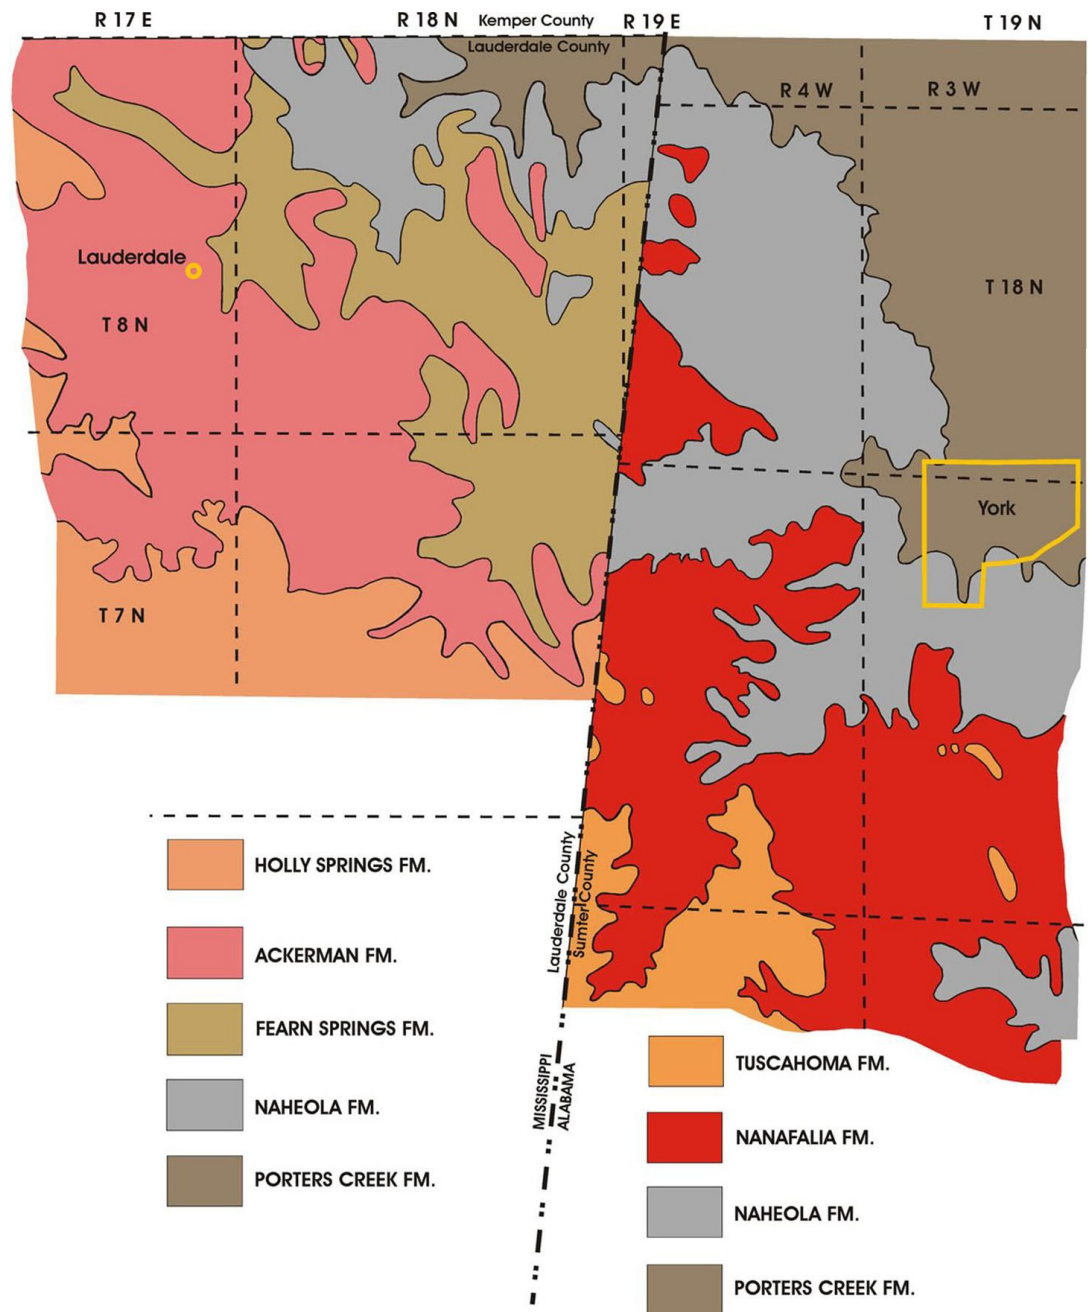 R 17 E
R 18 N
Kemper County
R 19 E
T 19 N
Lauderdale County
R 4 W
R 3 W
Lauderdale
T 18 N
T 8 N
York
T 7 N
Lauderdale County
Sumter County
HOLLY SPRINGS FM.
ACKERMAN FM.
FEARN SPRINGS FM.
NAHEOLA FM.
PORTERS CREEK FM.
MISSISSIPPI
ALABAMA
TUSCAHOMA FM.
NANAFALIA FM.
NAHEOLA FM.
PORTERS CREEK FM.